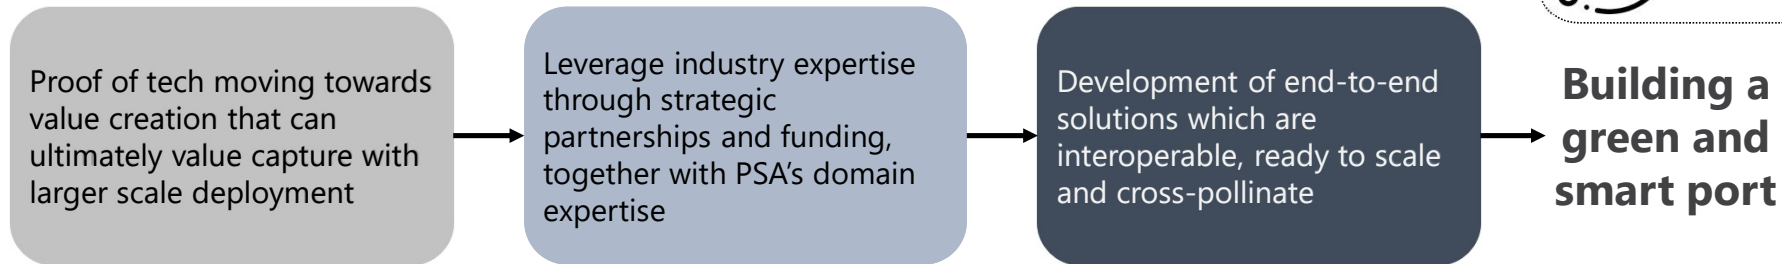 Proof of tech moving towards
value creation that can
ultimately value capture with
larger scale deployment
Leverage industry expertise
through strategic
partnerships and funding,
together with PSA’s domain
expertise
Development of end-to-end
solutions which are
interoperable, ready to scale
and cross-pollinate
Building a
green and
smart port